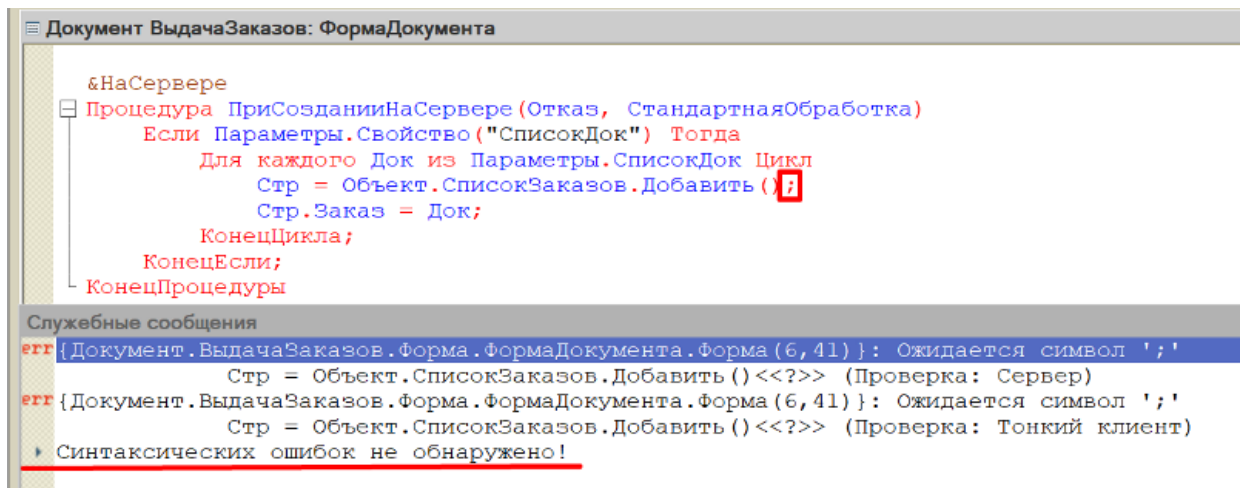 Документ ВыдачаЗаказов: ФормаДокумента
&НаСервере
Процедура ПриСозданииНаСервере(Отказ, СтандартнаяОбработка)
Если Параметры.Свойство("СписокДок") Тогда
Для каждого Док из Параметры.СписокДок Цикл
Стр = Объект.СписокЗаказов.Добавить();
Стр.Заказ = Док;
КонецЦикла;
КонецЕсли;
КонецПроцедуры
Служебные сообщения
err {Документ.ВыдачаЗаказов.Форма.ФормаДокумента.Форма(6,41)}: Ожидается символ ';'
Стр = Объект.СписокЗаказов.Добавить()<<?>> (Проверка: Сервер)
err {Документ.ВыдачаЗаказов.Форма.ФормаДокумента.Форма(6,41)}: Ожидается символ ';'
Стр = Объект.СписокЗаказов.Добавить()<<?>> (Проверка: Тонкий клиент)
Синтаксических ошибок не обнаружено!